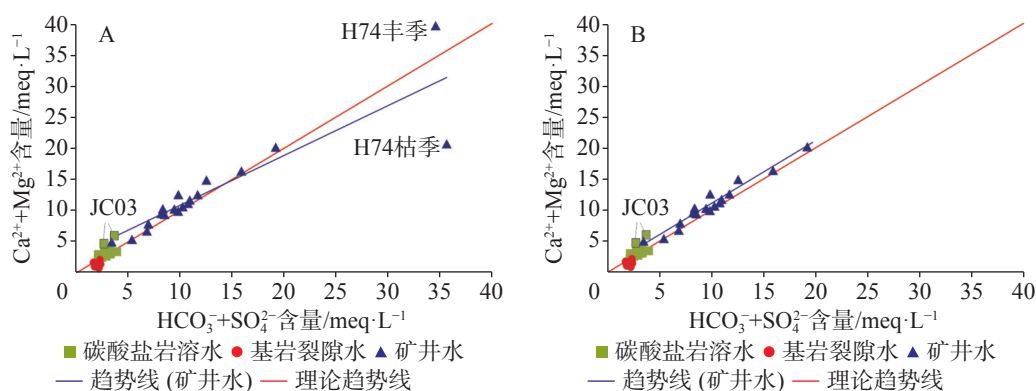 A
H74丰季
H74枯季
JC03
Ca²⁺+Mg²⁺含量/meq·L⁻¹
40
35
30
25
20
15
10
5
0 5 10 15 20 25 30 35 40
HCO₃⁻+SO₄²⁻含量/meq·L⁻¹
碳酸盐岩溶水 基岩裂隙水 矿井水
趋势线 (矿井水) 理论趋势线
B
JC03
Ca²⁺+Mg²⁺含量/meq·L⁻¹
40
35
30
25
20
15
10
5
0 5 10 15 20 25 30 35 40
HCO₃⁻+SO₄²⁻含量/meq·L⁻¹
碳酸盐岩溶水 基岩裂隙水 矿井水
趋势线 (矿井水) 理论趋势线